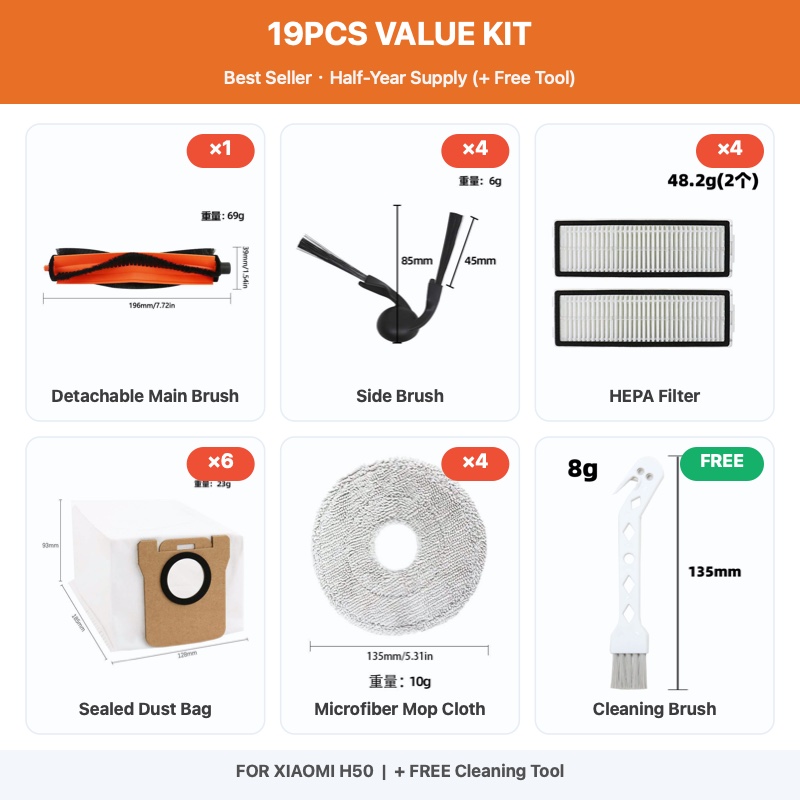 19PCS VALUE KIT
Best Seller · Half-Year Supply (+ Free Tool)
×1
重量: 69g
39mm/1.54in
196mm/7.72in
Detachable Main Brush
×4
重量: 6g
85mm
45mm
Side Brush
×4
48.2g(2个)
HEPA Filter
×6
重量: 23g
93mm
185mm
128mm
Sealed Dust Bag
×4
135mm/5.31in
重量: 10g
Microfiber Mop Cloth
FREE
8g
135mm
Cleaning Brush
FOR XIAOMI H50 | + FREE Cleaning Tool